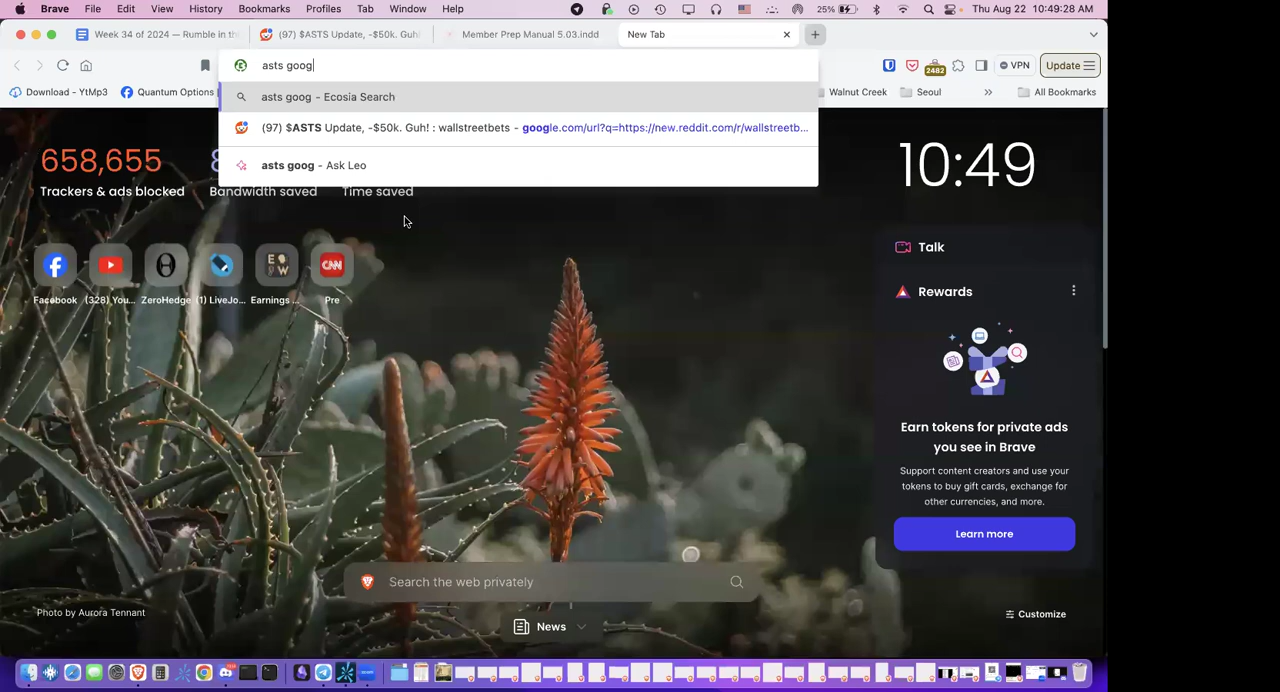 Brave File Edit View History Bookmarks Profiles Tab Window Help 25% Thu Aug 22 10:49:28 AM
Week 34 of 2024 — Rumble in the (97) $ASTS Update, -$50k. Guh! Member Prep Manual 5.03.indd New Tab
asts goog 2482 VPN Update
Download - YtMp3 Quantum Options Walnut Creek Seoul » All Bookmarks
asts goog - Ecosia Search
(97) $ASTS Update, -$50k. Guh! : wallstreetbets - google.com/url?q=https://new.reddit.com/r/wallstreetb...
asts goog - Ask Leo
658,655
Trackers & ads blocked Bandwidth saved Time saved
10:49
Talk
Rewards
CNN
Facebook (328) You... ZeroHedge (1) LiveJo... Earnings ... Pre
Earn tokens for private ads
you see in Brave
Support content creators and use your
tokens to buy gift cards, exchange for
other currencies, and more.
Learn more
Search the web privately
Photo by Aurora Tennant
Customize
News